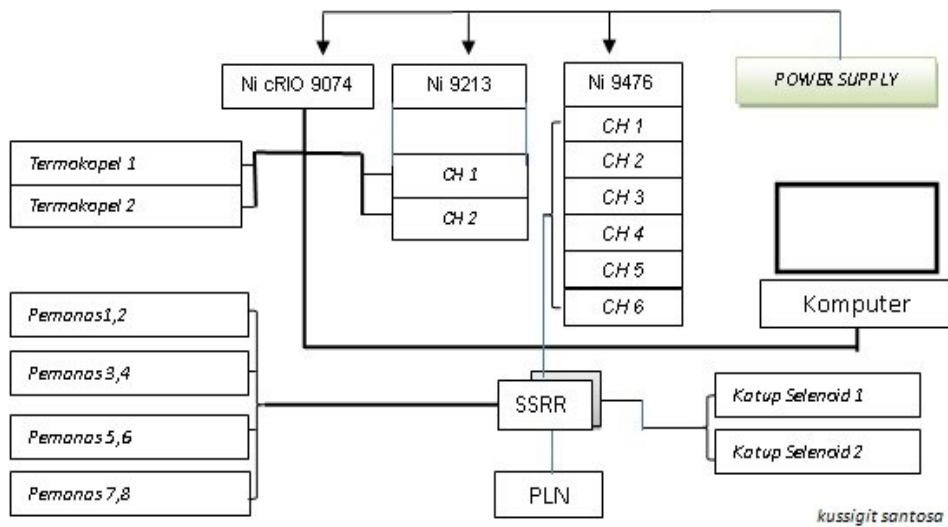 Ni cRIO 9074
Ni 9213
Ni 9476
POWER SUPPLY
CH 1
CH 2
CH 1
CH 2
CH 3
CH 4
CH 5
CH 6
Termokopel 1
Termokopel 2
Komputer
Pemanas1,2
Pemanas 3,4
Pemanas 5,6
Pemanas 7,8
SSRR
PLN
Katup Selenoid 1
Katup Selenoid 2
kussigit santosa